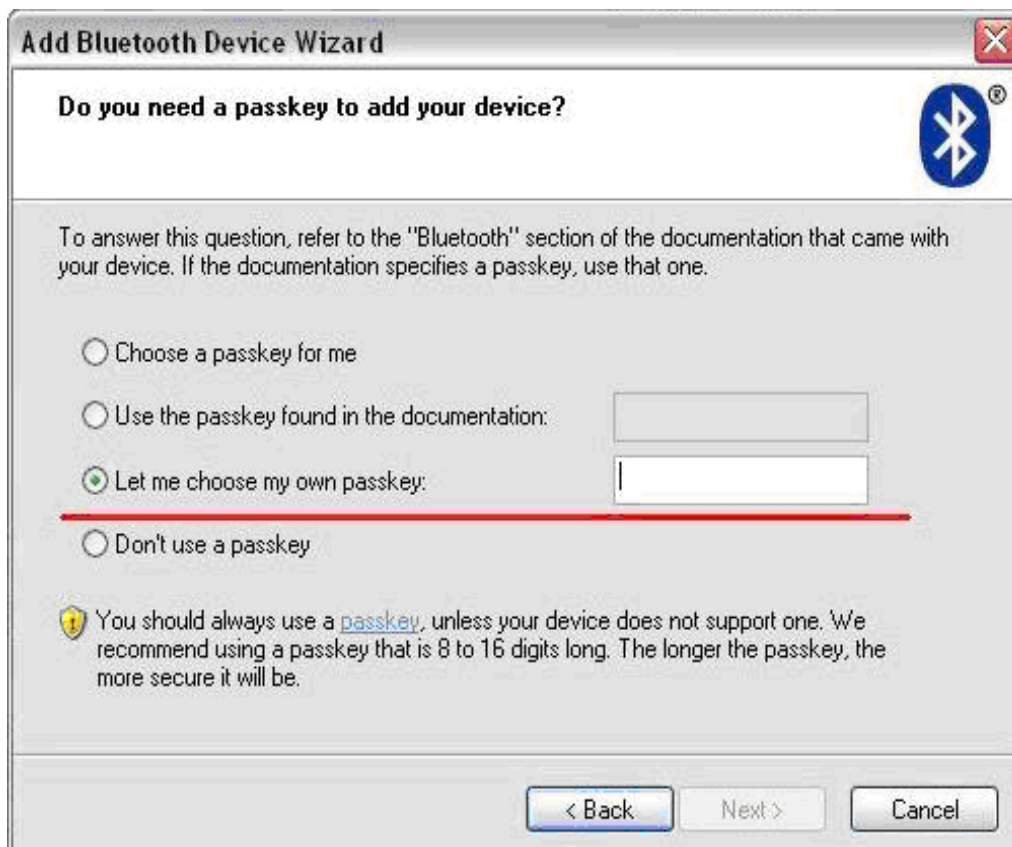 Add Bluetooth Device Wizard
Do you need a passkey to add your device?
®
To answer this question, refer to the "Bluetooth" section of the documentation that came with
your device. If the documentation specifies a passkey, use that one.
Choose a passkey for me
Use the passkey found in the documentation:
Let me choose my own passkey:
Don't use a passkey
You should always use a passkey, unless your device does not support one. We
recommend using a passkey that is 8 to 16 digits long. The longer the passkey, the
more secure it will be.
< Back Next > Cancel